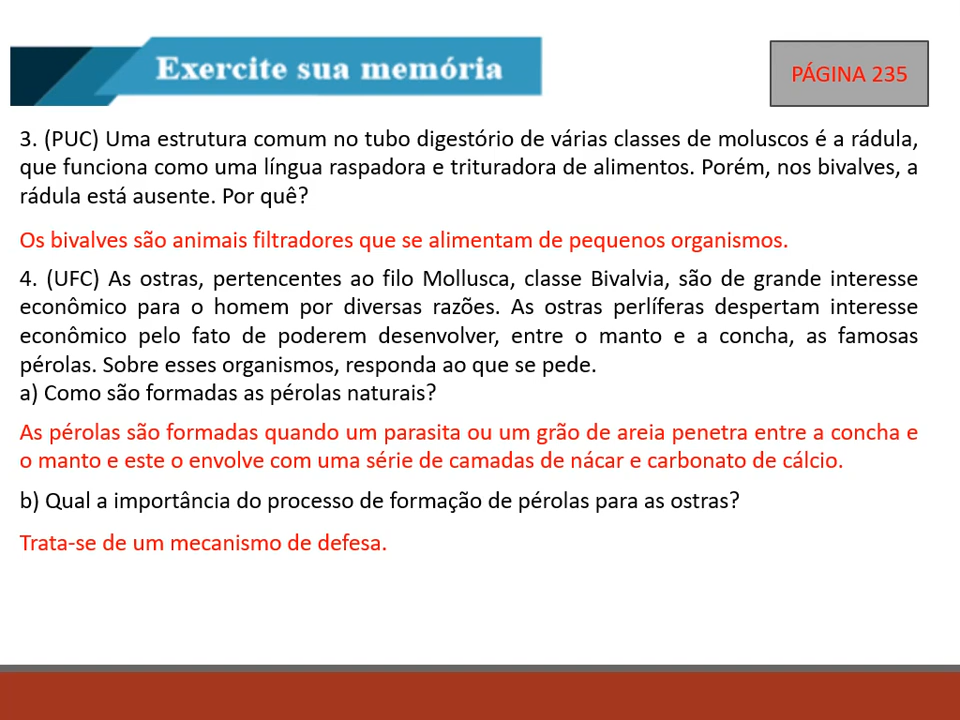 Exercite sua memória
PÁGINA 235
3. (PUC) Uma estrutura comum no tubo digestório de várias classes de moluscos é a rádula,
que funciona como uma língua raspadora e trituradora de alimentos. Porém, nos bivalves, a
rádula está ausente. Por quê?
Os bivalves são animais filtradores que se alimentam de pequenos organismos.
4. (UFC) As ostras, pertencentes ao filo Mollusca, classe Bivalvia, são de grande interesse
econômico para o homem por diversas razões. As ostras perlíferas despertam interesse
econômico pelo fato de poderem desenvolver, entre o manto e a concha, as famosas
pérolas. Sobre esses organismos, responda ao que se pede.
a) Como são formadas as pérolas naturais?
As pérolas são formadas quando um parasita ou um grão de areia penetra entre a concha e
o manto e este o envolve com uma série de camadas de nácar e carbonato de cálcio.
b) Qual a importância do processo de formação de pérolas para as ostras?
Trata-se de um mecanismo de defesa.